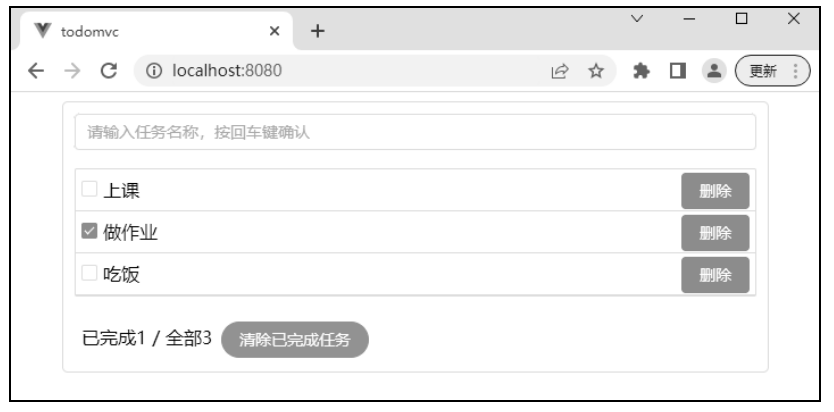 todomvc
localhost:8080
更新
请输入任务名称，按回车键确认
上课 删除
做作业 删除
吃饭 删除
已完成1 / 全部3 清除已完成任务